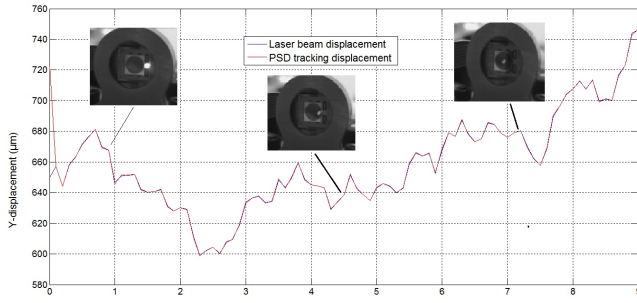 760
740
720
700
680
660
640
620
600
580
Y-displacement (µm)
Laser beam displacement
PSD tracking displacement
0 1 2 3 4 5 6 7 8 9